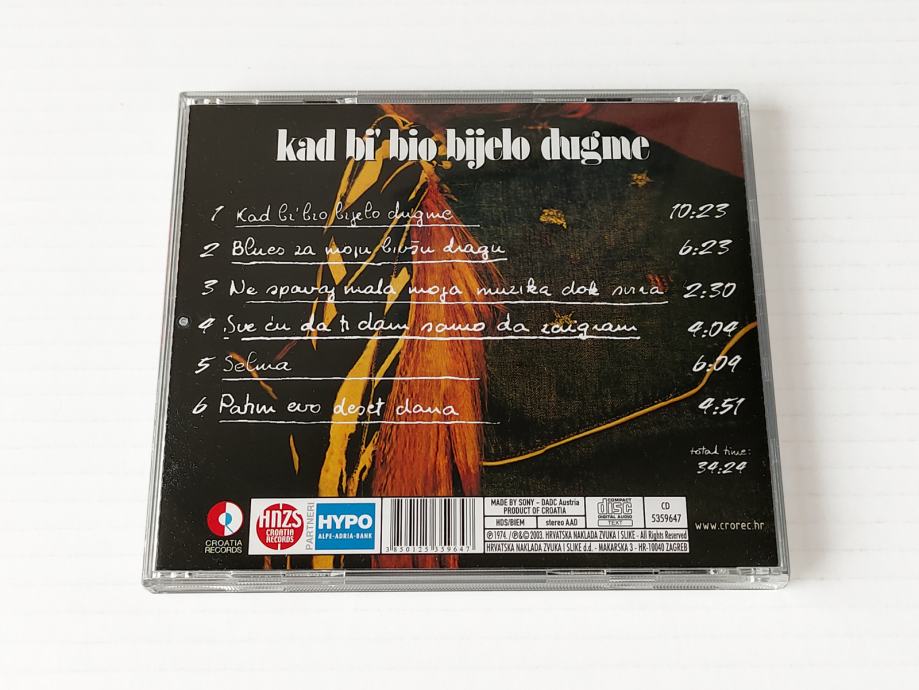 kad bi' bio bijelo dugme
1 Kad bi'bio bijelo dugme 10:23
2 Blues za moju bivšu dragu 6:23
3 Ne spavaj mala moja muzika dok svira 2:30
4 Sve ću da ti dam samo da zaigram 4:04
5 Selma 6:09
6 Patim evo deset dana 4:51
total time:
34:24
CROATIA
RECORDS
HNZS
CROATIA
RECORDS
PARTNERI
HYPO
ALPE-ADRIA-BANK
3 850125 359647
MADE BY SONY - DADC Austria
PRODUCT OF CROATIA
HDS/BIEM
stereo AAD
COMPACT
disc
DIGITAL AUDIO
TEXT
CD
5359647
℗ 1974 / ℗&© 2003. HRVATSKA NAKLADA ZVUKA I SLIKE - All Rights Reserved
HRVATSKA NAKLADA ZVUKA I SLIKE d.d. - MAKARSKA 3 - HR-10040 ZAGREB
www.crorec.hr